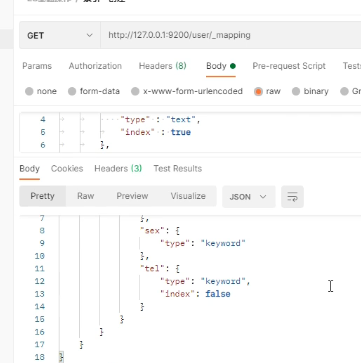 GET
http://127.0.0.1:9200/user/_mapping
Params Authorization Headers (8) Body Pre-request Script Test
none form-data x-www-form-urlencoded raw binary Gr
4 "type" : "text",
5 "index" : true
6 },
Body Cookies Headers (3) Test Results
Pretty Raw Preview Visualize JSON
7 },
8 "sex": {
9 "type": "keyword"
10 },
11 "tel": {
12 "type": "keyword",
13 "index": false
14 }
15 }
16 }
17 }
18 }